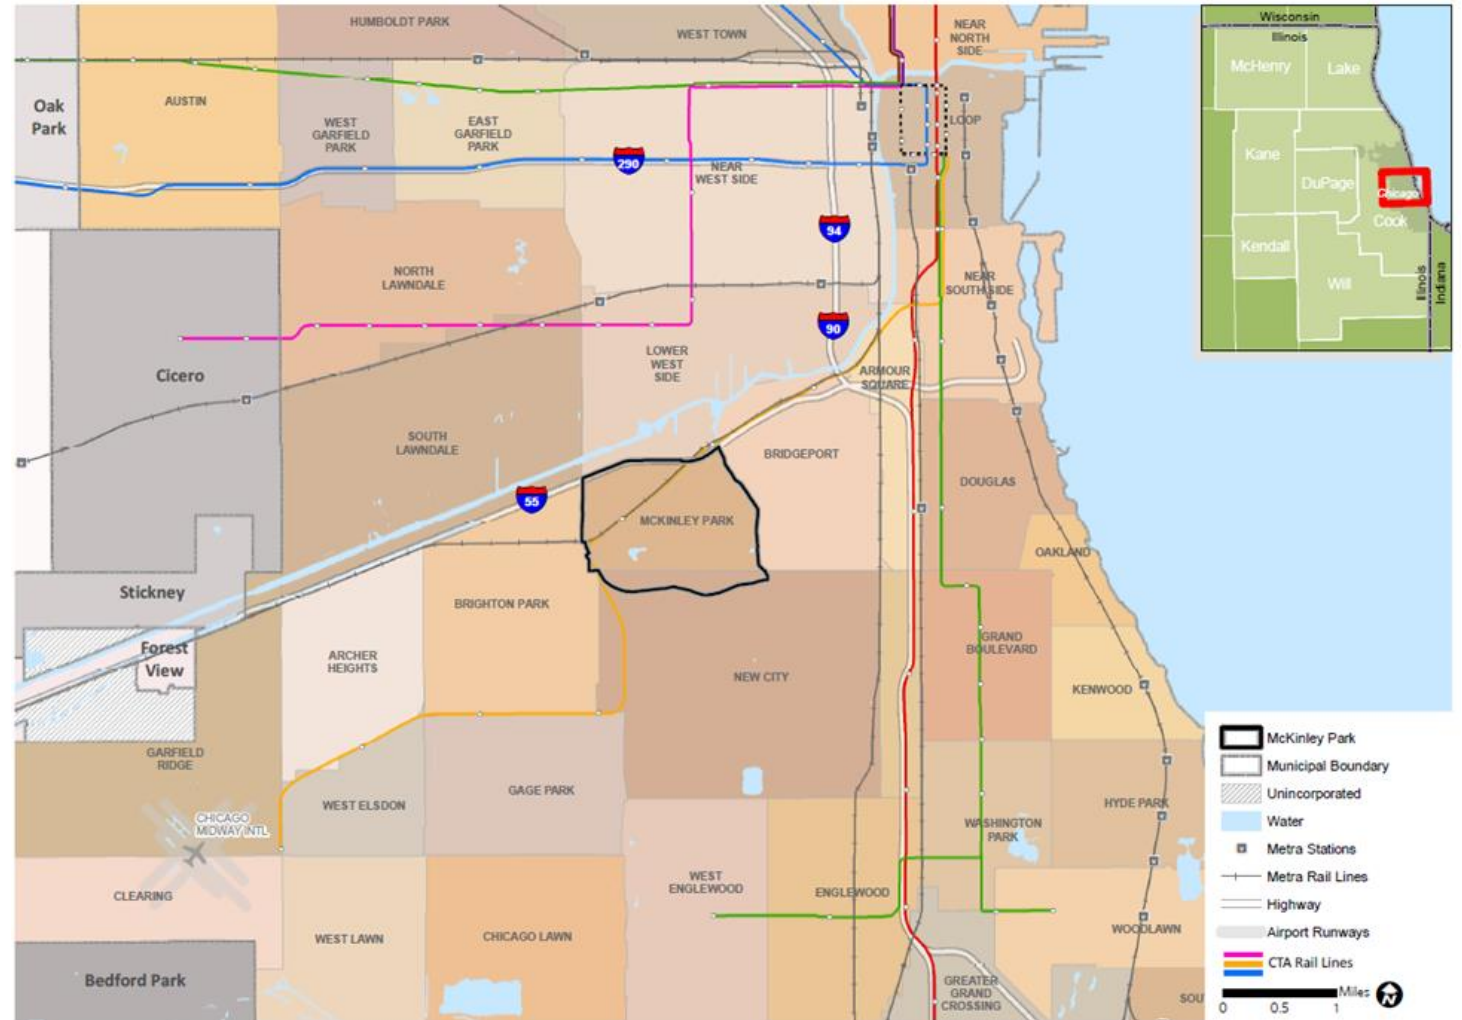 HUMBOLDT PARK
WEST TOWN
NEAR
NORTH
SIDE
Oak
Park
AUSTIN
WEST
GARFIELD
PARK
EAST
GARFIELD
PARK
LOOP
290
NEAR
WEST SIDE
94
NORTH
LAWNDALE
NEAR
SOUTH SIDE
90
Cicero
LOWER
WEST
SIDE
ARMOUR
SQUARE
SOUTH
LAWNDALE
BRIDGEPORT
DOUGLAS
55
MCKINLEY PARK
OAKLAND
Stickney
BRIGHTON PARK
Forest
View
ARCHER
HEIGHTS
GRAND
BOULEVARD
NEW CITY
KENWOOD
GARFIELD
RIDGE
GAGE PARK
WEST ELSDON
HYDE PARK
CHICAGO
MIDWAY INTL
WASHINGTON
PARK
CLEARING
WEST
ENGLEWOOD
ENGLEWOOD
WEST LAWN
CHICAGO LAWN
WOODLAWN
Bedford Park
GREATER
GRAND
CROSSING
SOU
Wisconsin
Illinois
McHenry
Lake
Kane
DuPage
Chicago
Cook
Kendall
Will
Illinois
Indiana
McKinley Park
Municipal Boundary
Unincorporated
Water
Metra Stations
Metra Rail Lines
Highway
Airport Runways
CTA Rail Lines
Miles
N
0 0.5 1